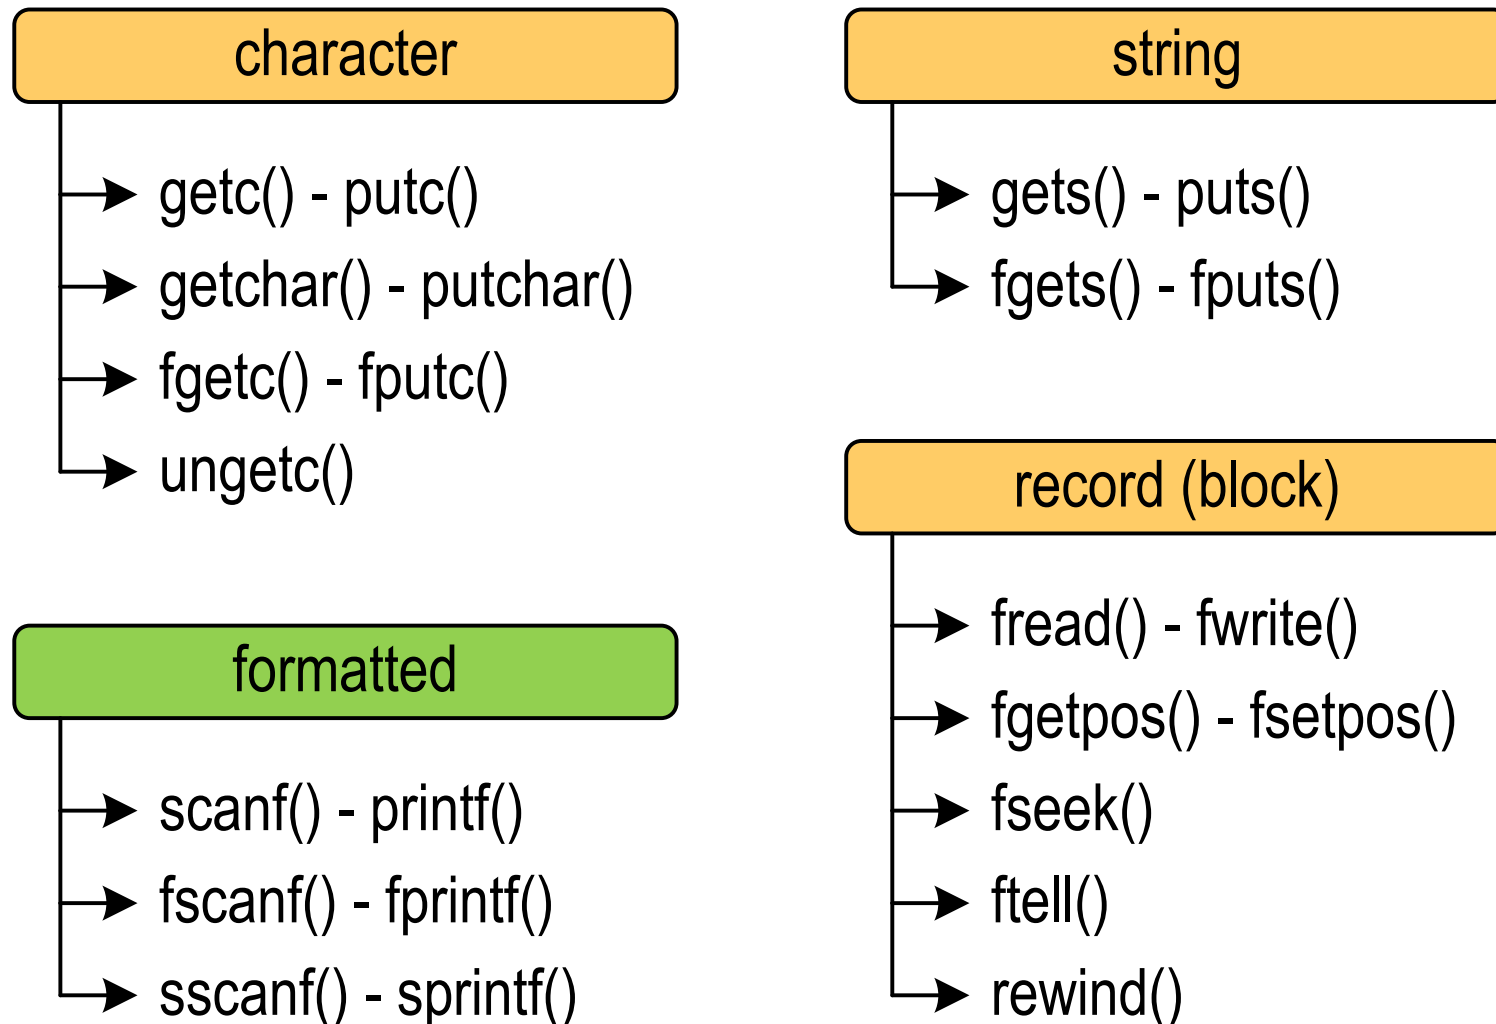 character
getc() - putc()
getchar() - putchar()
fgetc() - fputc()
ungetc()
formatted
scanf() - printf()
fscanf() - fprintf()
sscanf() - sprintf()
string
gets() - puts()
fgets() - fputs()
record (block)
fread() - fwrite()
fgetpos() - fsetpos()
fseek()
ftell()
rewind()